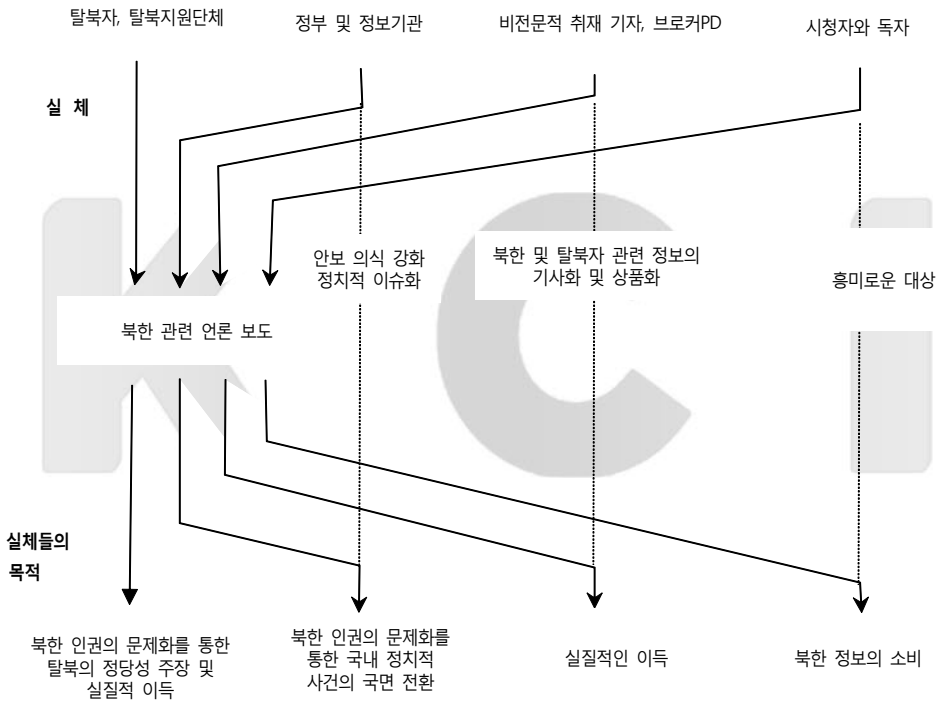 탈북자, 탈북지원단체
정부 및 정보기관
비전문적 취재 기자, 브로커PD
시청자와 독자
실 체
안보 의식 강화
정치적 이슈화
북한 및 탈북자 관련 정보의
기사화 및 상품화
흥미로운 대상
북한 관련 언론 보도
실체들의
목적
북한 인권의 문제화를 통한
탈북의 정당성 주장 및
실질적 이득
북한 인권의 문제화를
통한 국내 정치적
사건의 국면 전환
실질적인 이득
북한 정보의 소비
KCI